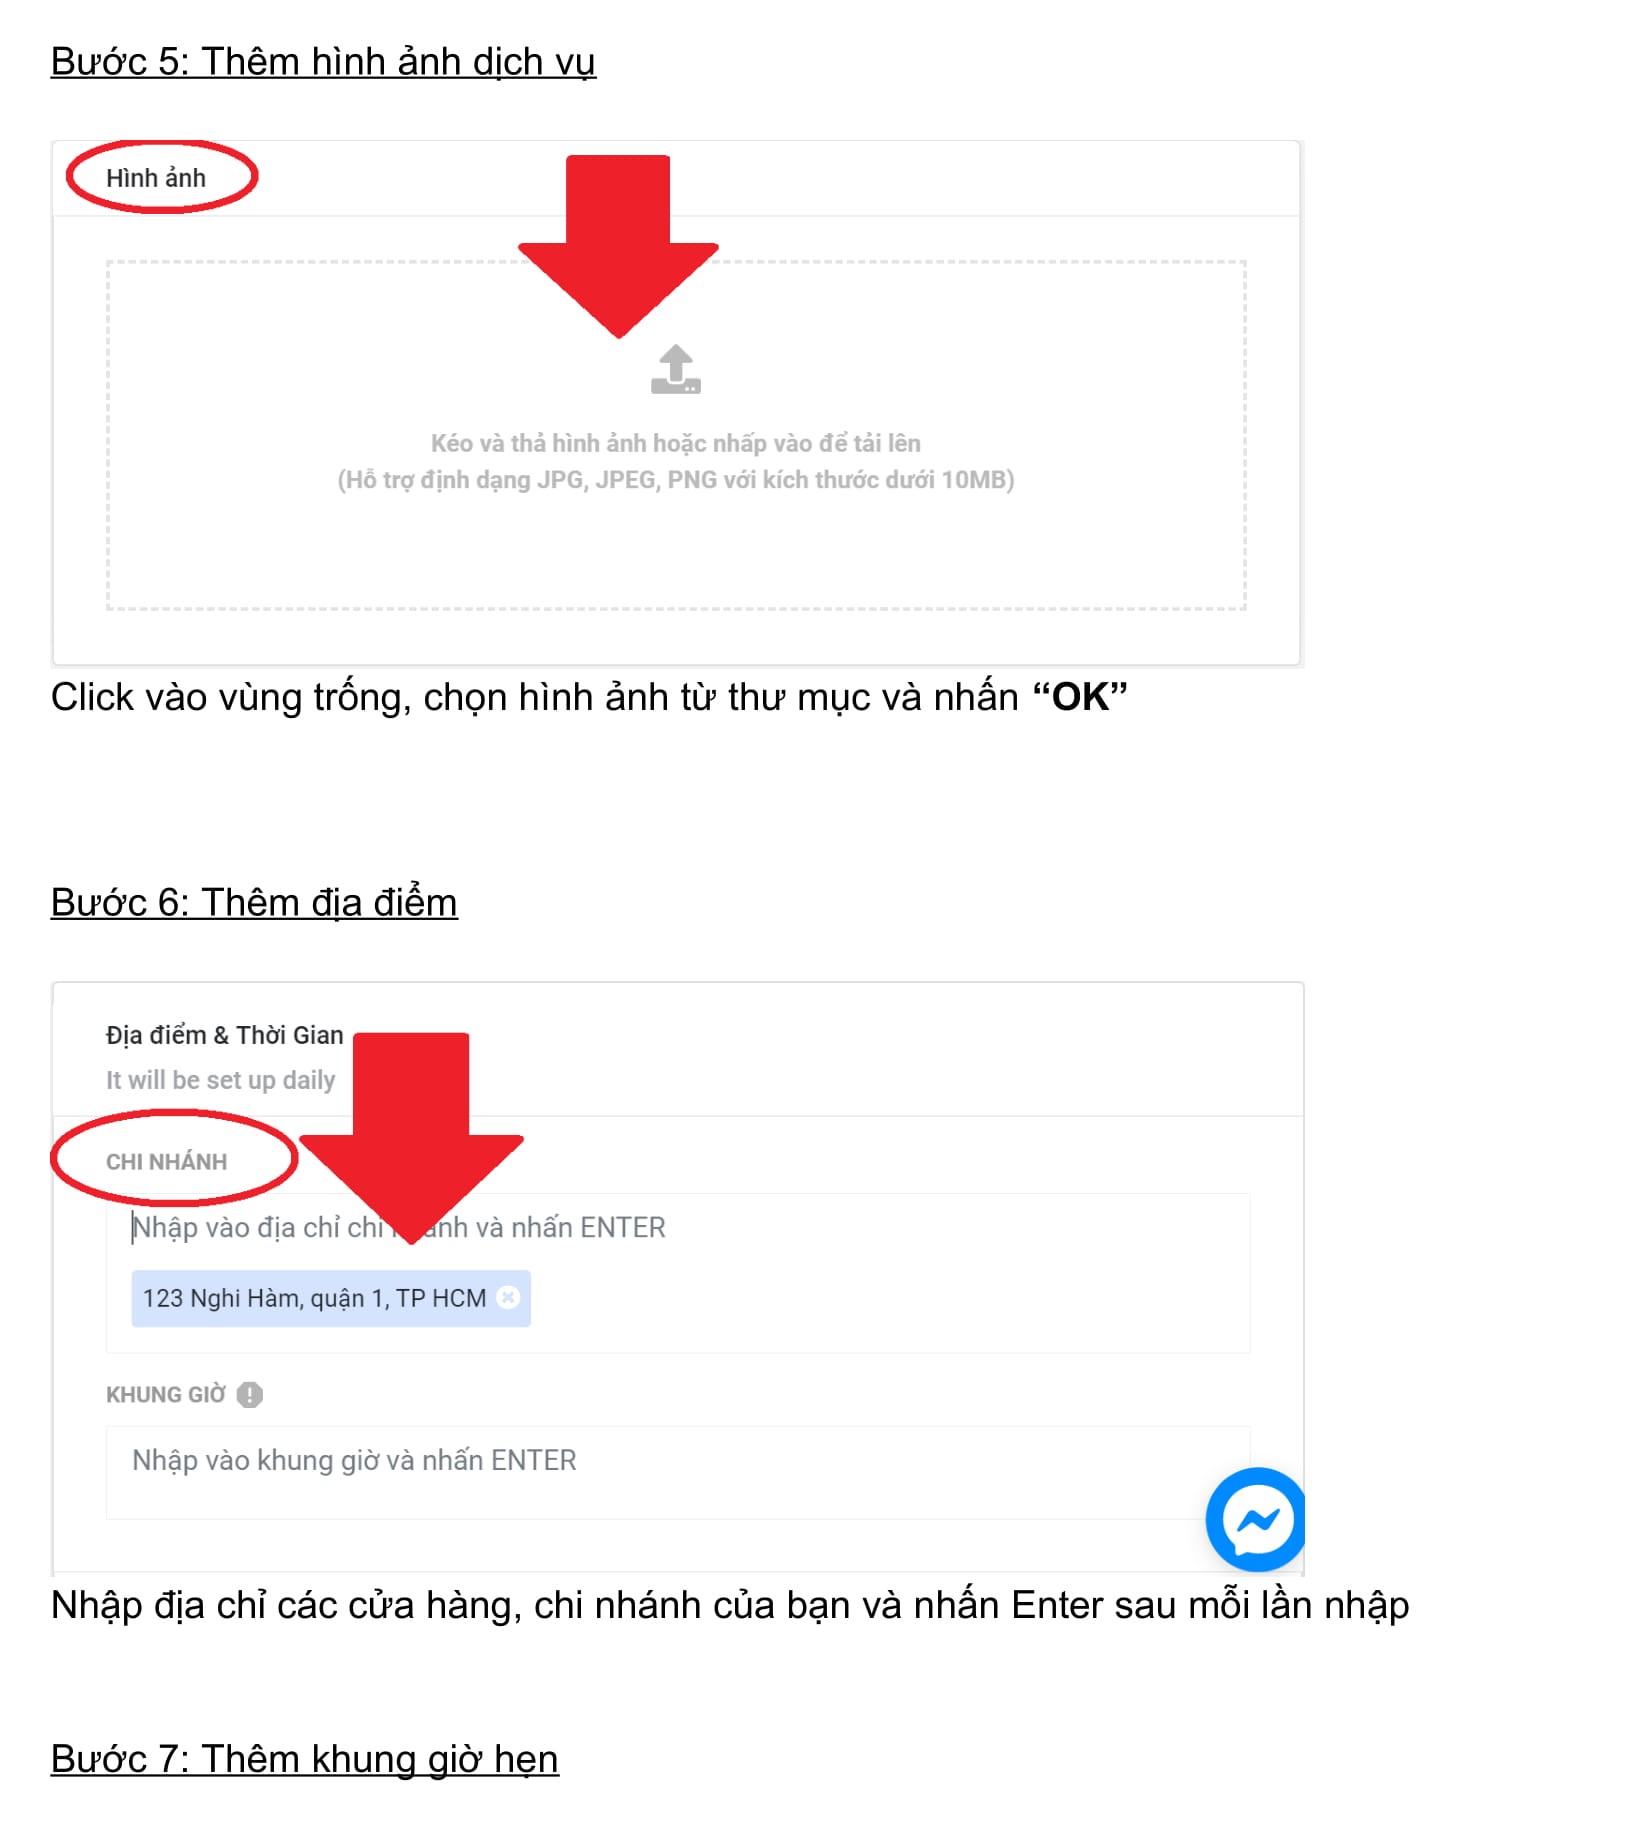 Bước 5: Thêm hình ảnh dịch vụ
Hình ảnh
Kéo và thả hình ảnh hoặc nhấp vào để tải lên
(Hỗ trợ định dạng JPG, JPEG, PNG với kích thước dưới 10MB)
Click vào vùng trống, chọn hình ảnh từ thư mục và nhấn “OK”
Bước 6: Thêm địa điểm
Địa điểm & Thời Gian
It will be set up daily
CHI NHÁNH
Nhập vào địa chỉ chi và nhấn ENTER
123 Nghi Hàm, quận 1, TP HCM
KHUNG GIỜ
Nhập vào khung giờ và nhấn ENTER
Nhập địa chỉ các cửa hàng, chi nhánh của bạn và nhấn Enter sau mỗi lần nhập
Bước 7: Thêm khung giờ hẹn